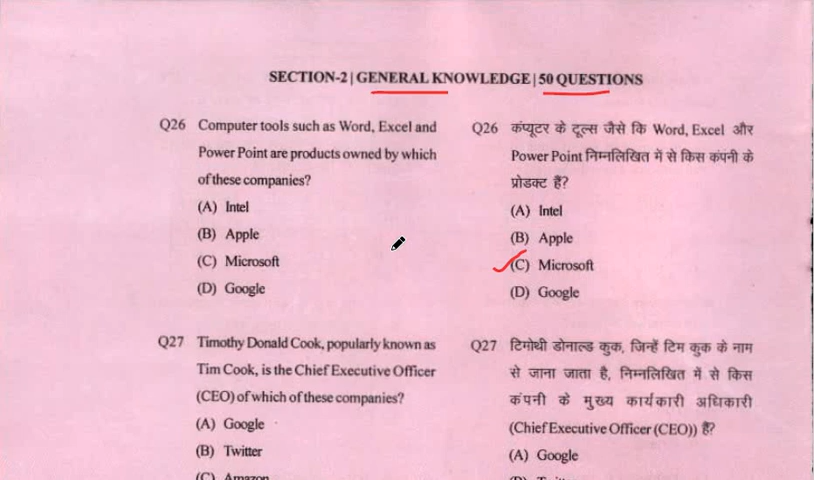 SECTION-2 | GENERAL KNOWLEDGE | 50 QUESTIONS
Q26 Computer tools such as Word, Excel and
Power Point are products owned by which
of these companies?
(A) Intel
(B) Apple
(C) Microsoft
(D) Google
Q27 Timothy Donald Cook, popularly known as
Tim Cook, is the Chief Executive Officer
(CEO) of which of these companies?
(A) Google
(B) Twitter
(C) Amazon
Q26 कंप्यूटर के टूल्स जैसे कि Word, Excel और
Power Point निम्नलिखित में से किस कंपनी के
प्रोडक्ट हैं?
(A) Intel
(B) Apple
(C) Microsoft
(D) Google
Q27 टिमोथी डोनाल्ड कुक, जिन्हें टिम कुक के नाम
से जाना जाता है, निम्नलिखित में से किस
कंपनी के मुख्य कार्यकारी अधिकारी
(Chief Executive Officer (CEO)) हैं?
(A) Google